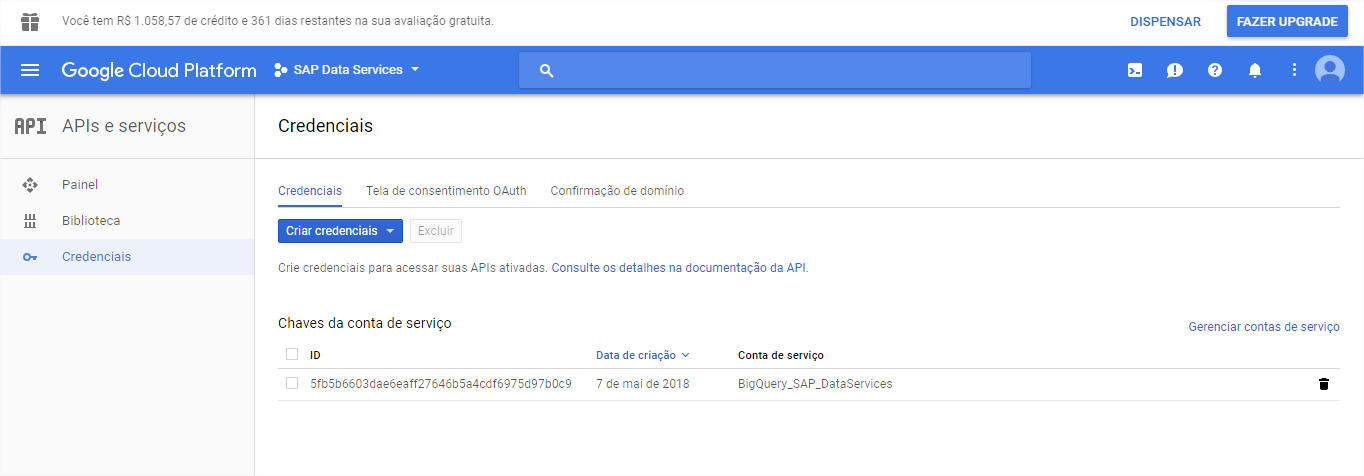 Você tem R$ 1.058,57 de crédito e 361 dias restantes na sua avaliação gratuita.
DISPENSAR
FAZER UPGRADE
Google Cloud Platform
SAP Data Services
API
APIs e serviços
Credenciais
Painel
Biblioteca
Credenciais
Credenciais
Tela de consentimento OAuth
Confirmação de domínio
Criar credenciais
Excluir
Crie credenciais para acessar suas APIs ativadas. Consulte os detalhes na documentação da API.
Chaves da conta de serviço
Gerenciar contas de serviço
ID
Data de criação
Conta de serviço
5fb5b6603dae6eaff27646b5a4cdf6975d97b0c9
7 de mai de 2018
BigQuery_SAP_DataServices